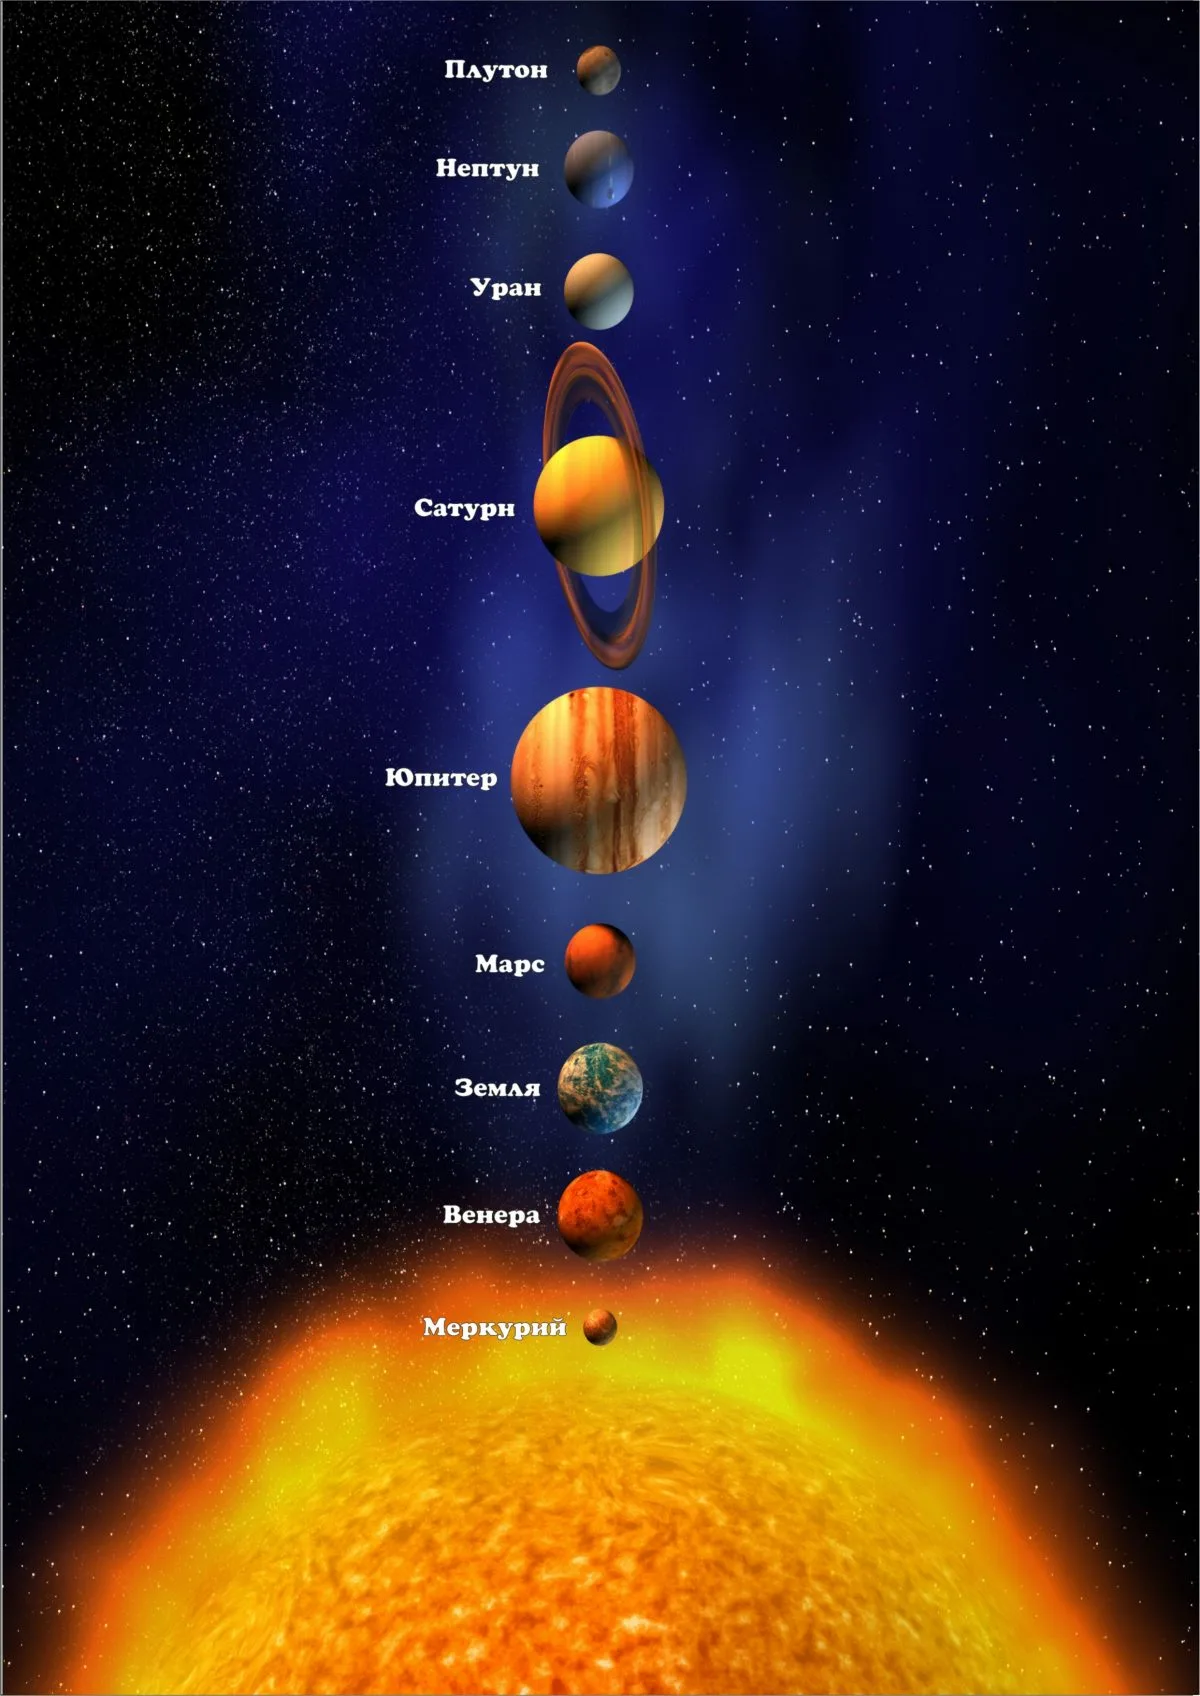 Плутон
Нептун
Уран
Сатурн
Юпитер
Марс
Земля
Венера
Меркурий